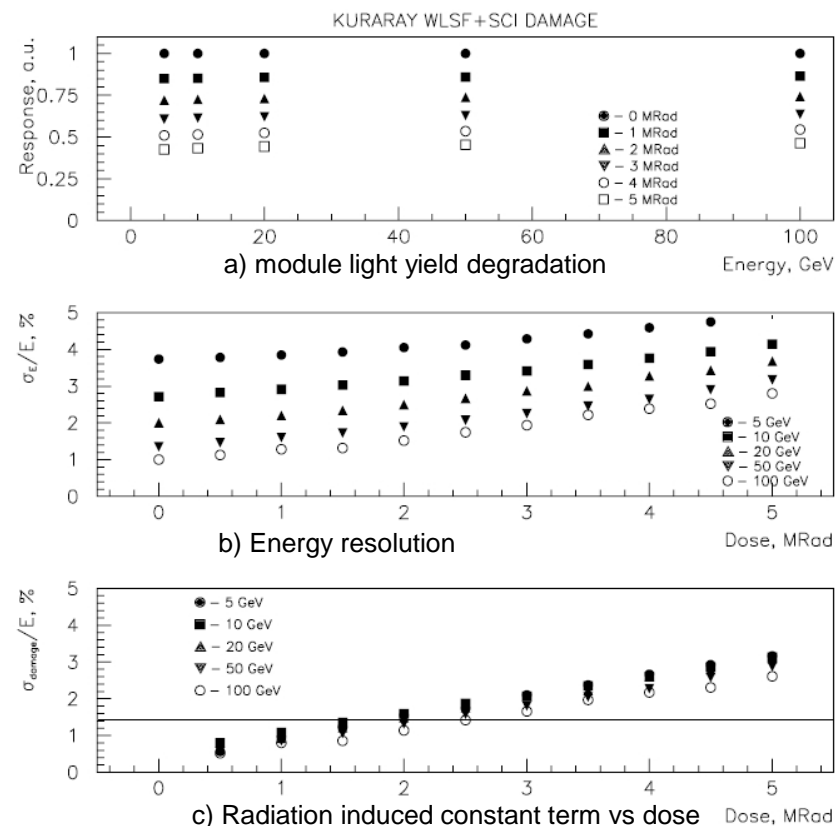 KURARAY WLSF+SCI DAMAGE
Response, a.u.
1
0.75
0.5
0.25
0
● – 0 MRad
■ – 1 MRad
▲ – 2 MRad
▼ – 3 MRad
○ – 4 MRad
□ – 5 MRad
0 20 40 60 80 100
a) module light yield degradation
Energy, GeV
σE/E, %
5
4
3
2
1
0
● – 5 GeV
■ – 10 GeV
▲ – 20 GeV
▼ – 50 GeV
○ – 100 GeV
0 1 2 3 4 5
b) Energy resolution
Dose, MRad
σdamage/E, %
5
4
3
2
1
0
● – 5 GeV
■ – 10 GeV
▲ – 20 GeV
▼ – 50 GeV
○ – 100 GeV
0 1 2 3 4 5
c) Radiation induced constant term vs dose
Dose, MRad